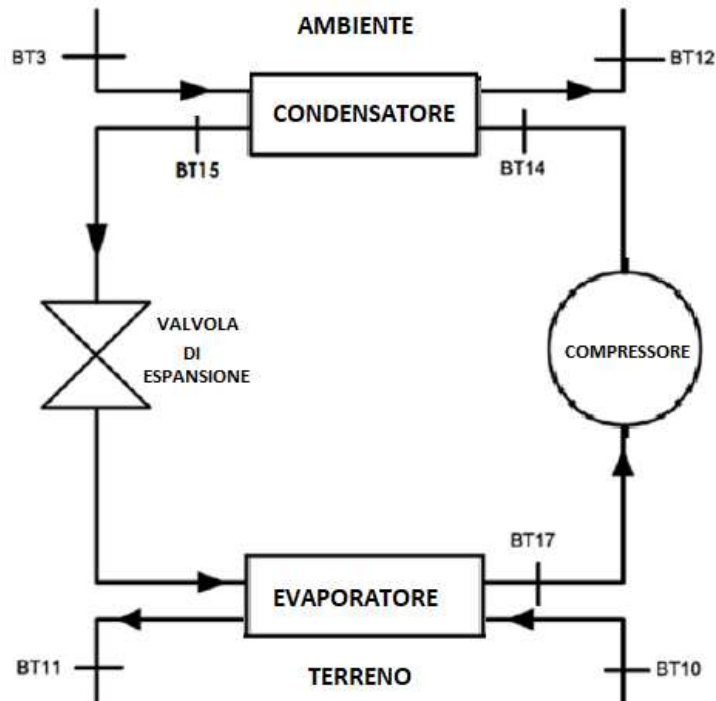 AMBIENTE
BT3
BT12
CONDENSATORE
BT15
BT14
VALVOLA
DI
ESPANSIONE
COMPRESSORE
BT17
EVAPORATORE
BT11
TERRENO
BT10